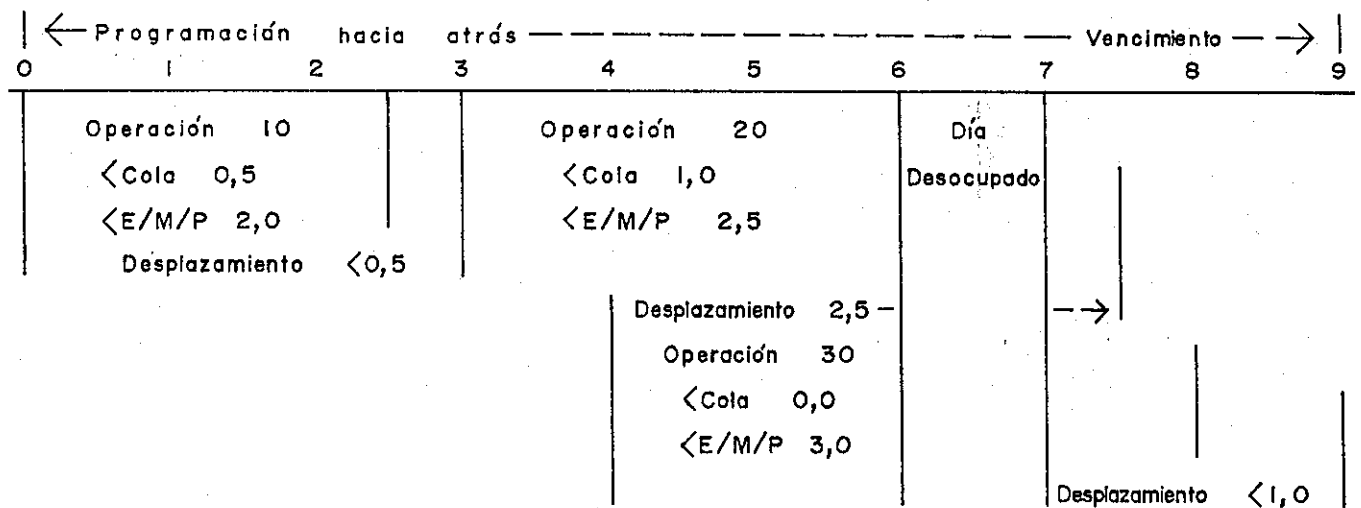 Programación hacia atrás Vencimiento
0 1 2 3 4 5 6 7 8 9
Operación 10
<Cola 0,5
<E/M/P 2,0
Desplazamiento <0,5
Operación 20
<Cola 1,0
<E/M/P 2,5
Día
Desocupado
Desplazamiento 2,5
Operación 30
<Cola 0,0
<E/M/P 3,0
Desplazamiento <1,0